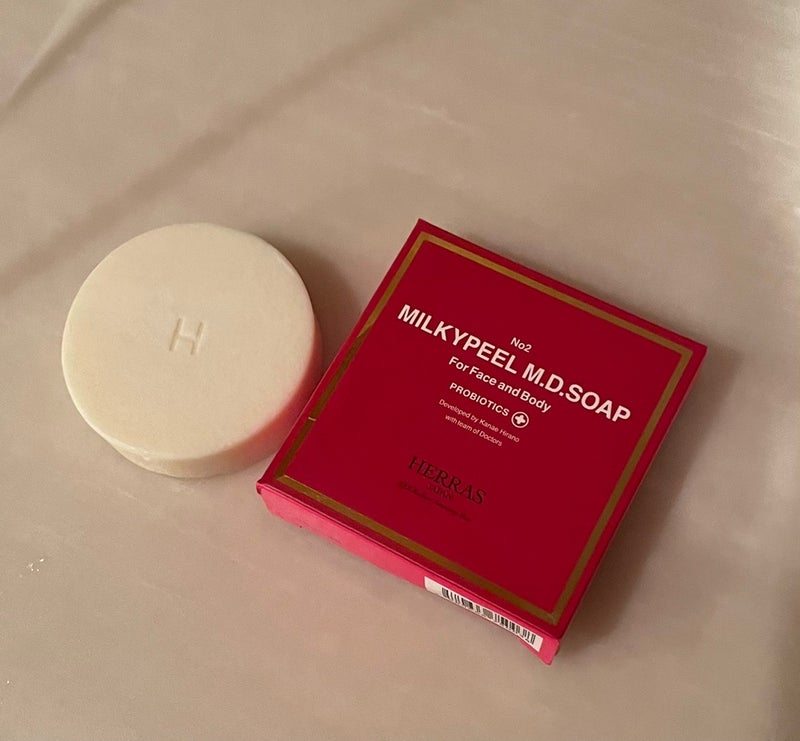 H
No2
MILKYPEEL M.D.SOAP
For Face and Body
PROBIOTICS
Developed by Kanae Hirano
with team of Doctors
HERRAS